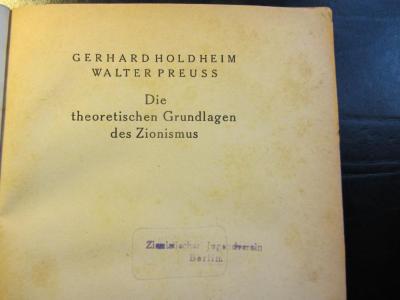 GERHARD HOLDHEIM
WALTER PREUSS
Die
theoretischen Grundlagen
des Zionismus
Zionistischer Jugendverein
Berlin.